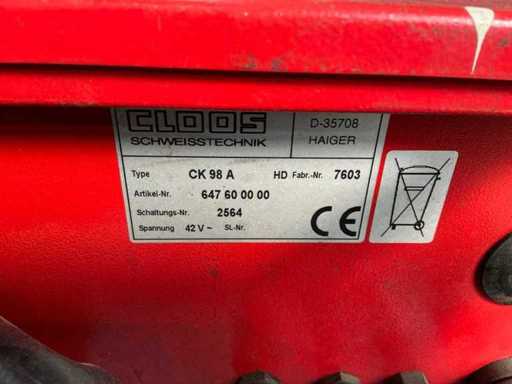 CLOOS
SCHWEISSTECHNIK
D-35708
HAIGER
Type CK 98 A HD Fabr.-Nr. 7603
Artikel-Nr. 647 60 00 00
Schaltungs-Nr. 2564
Spannung 42 V ~ SL-Nr.
CE